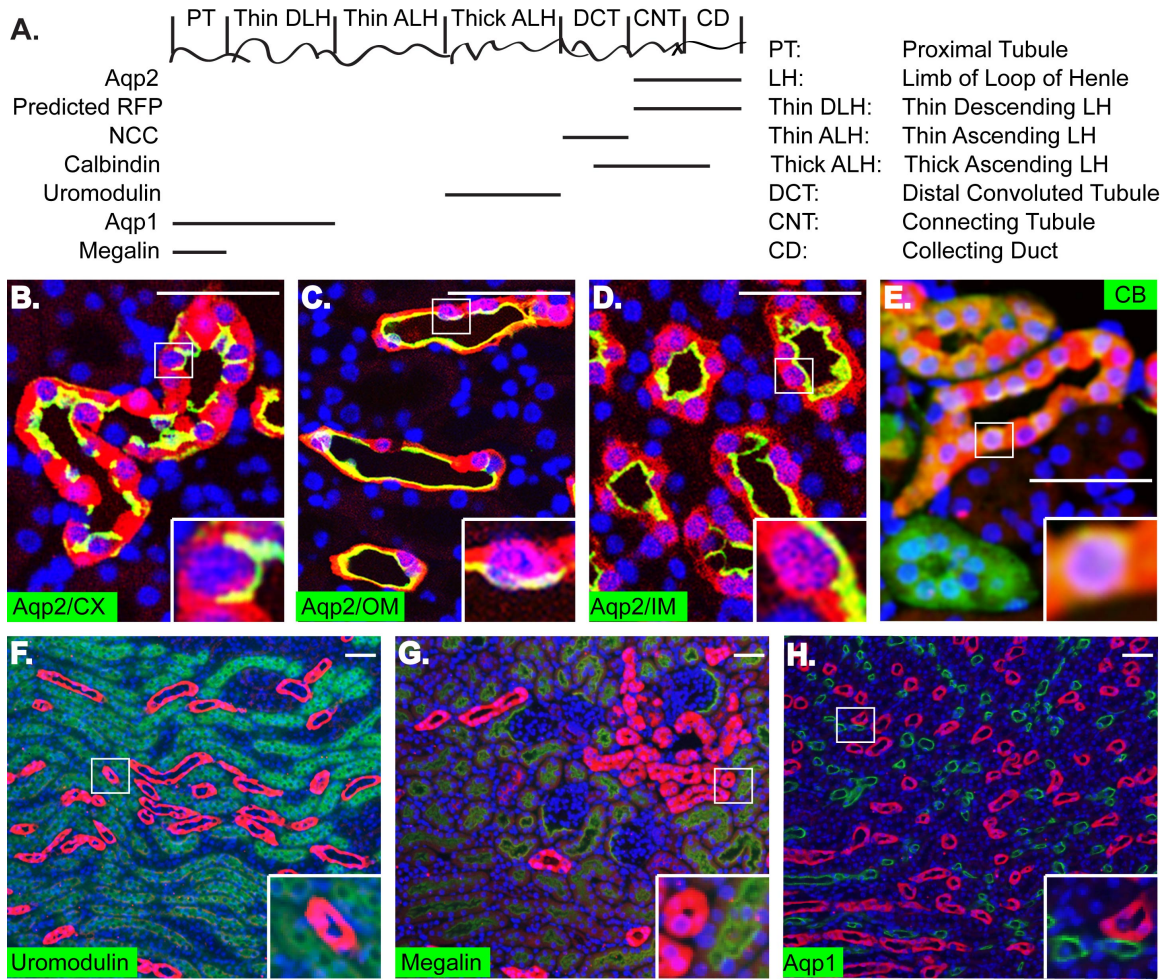 A.
PT Thin DLH Thin ALH Thick ALH DCT CNT CD
Aqp2
Predicted RFP
NCC
Calbindin
Uromodulin
Aqp1
Megalin
PT: Proximal Tubule
LH: Limb of Loop of Henle
Thin DLH: Thin Descending LH
Thin ALH: Thin Ascending LH
Thick ALH: Thick Ascending LH
DCT: Distal Convoluted Tubule
CNT: Connecting Tubule
CD: Collecting Duct
B.
Aqp2/CX
C.
Aqp2/OM
D.
Aqp2/IM
E.
CB
F.
Uromodulin
G.
Megalin
H.
Aqp1